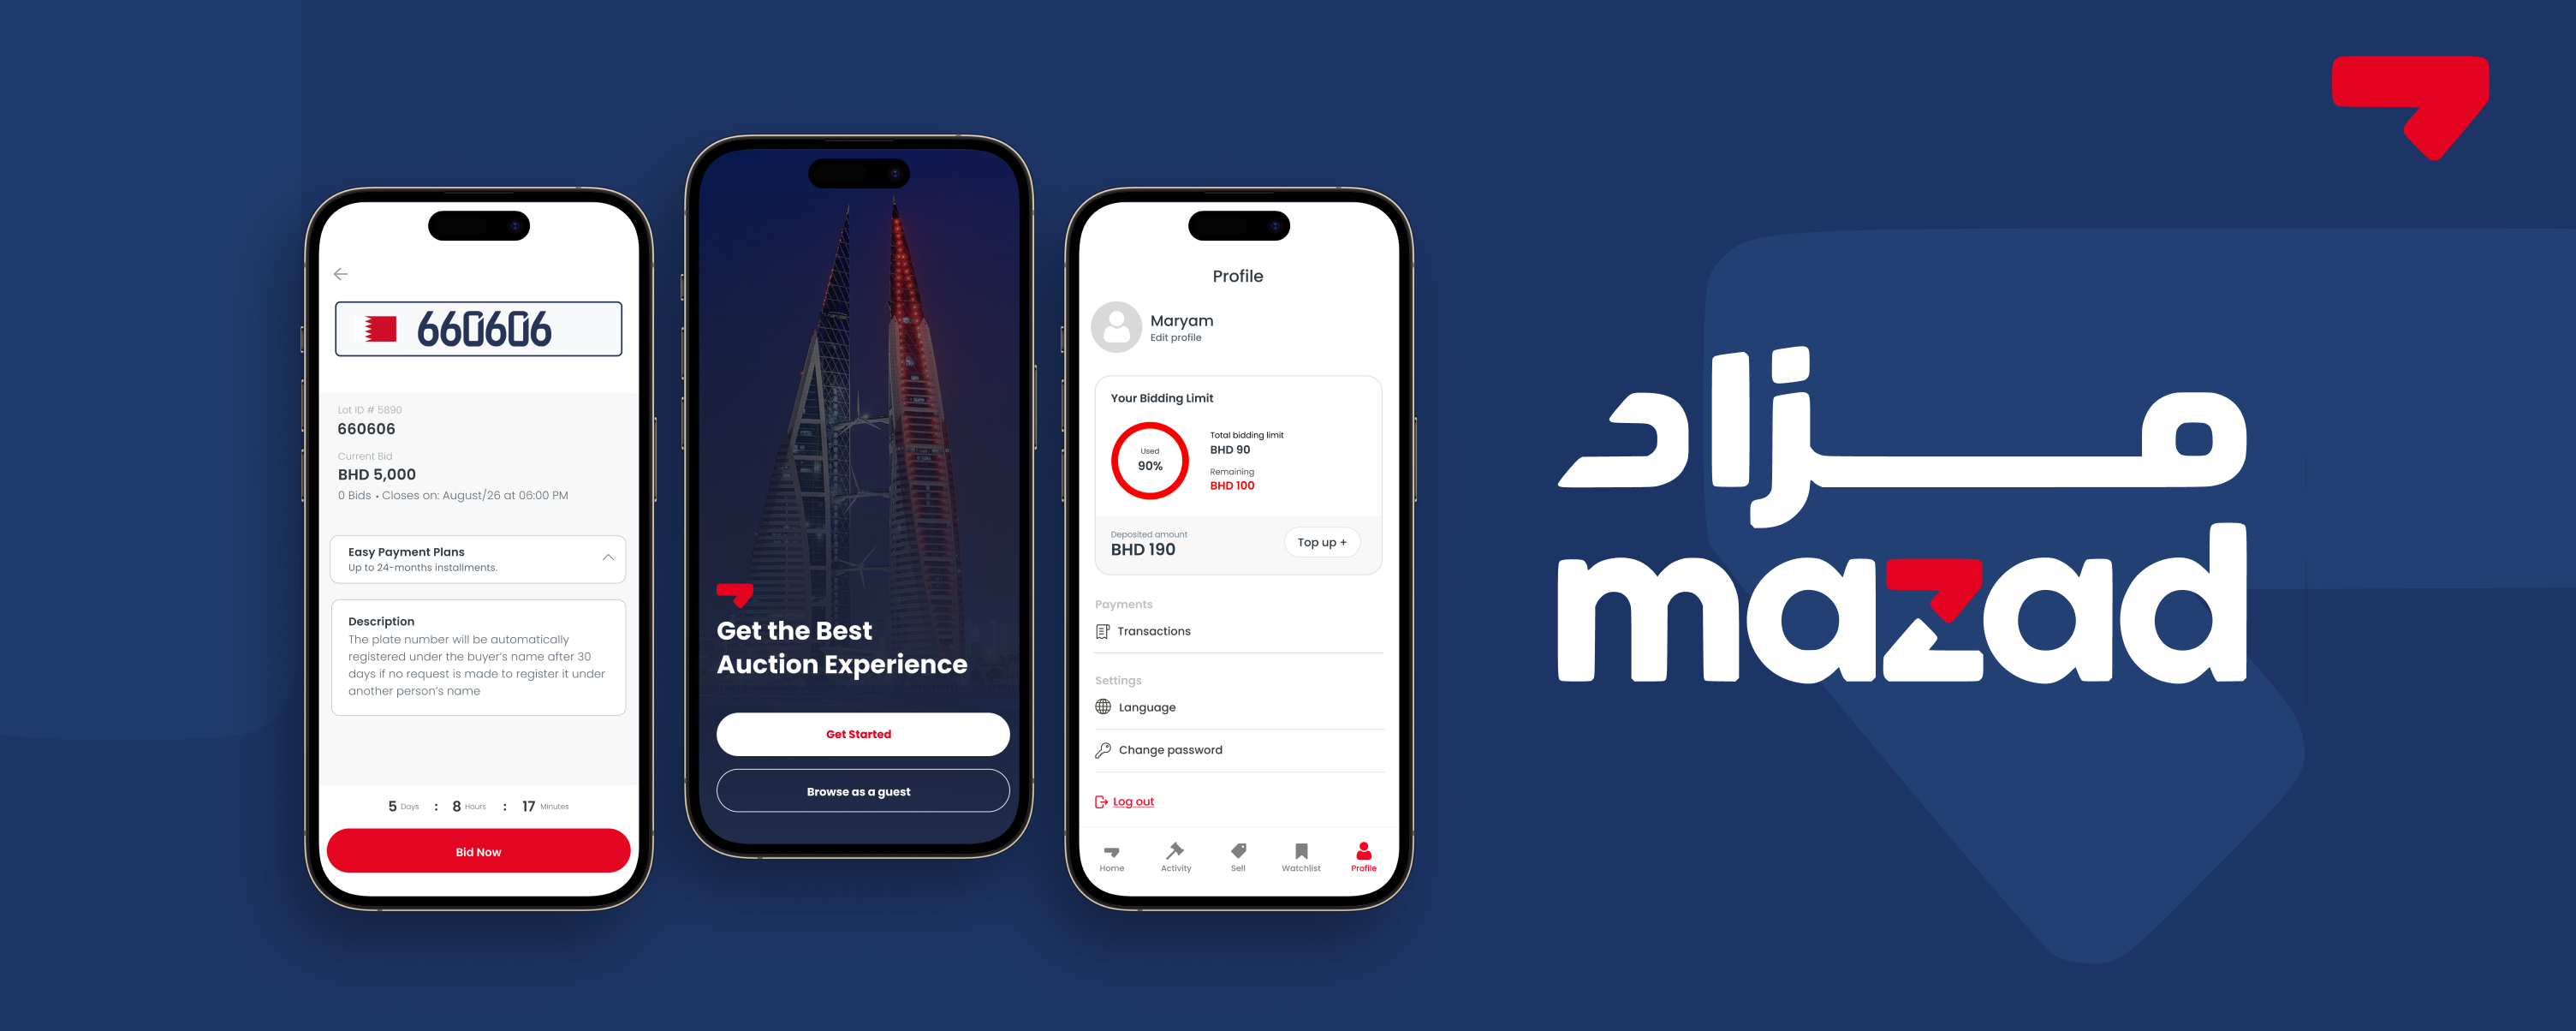 660606
Lot ID # 5890
660606
Current Bid
BHD 5,000
0 Bids • Closes on: August/26 at 06:00 PM
Easy Payment Plans
Up to 24-months installments.
Description
The plate number will be automatically
registered under the buyer's name after 30
days if no request is made to register it under
another person's name
5 Days : 8 Hours : 17 Minutes
Bid Now
Get the Best
Auction Experience
Get Started
Browse as a guest
Profile
Maryam
Edit profile
Your Bidding Limit
Used
90%
Total bidding limit
BHD 90
Remaining
BHD 100
Deposited amount
BHD 190
Top up +
Payments
Transactions
Settings
Language
Change password
Log out
Home Activity Sell Watchlist Profile
مزاد
mazad